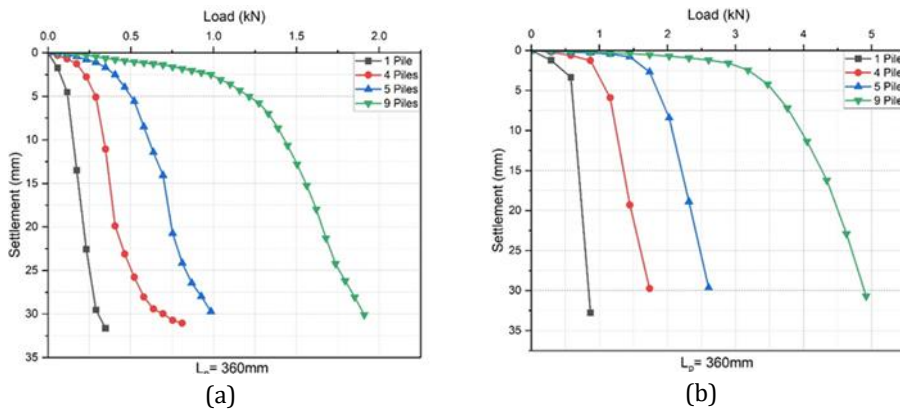 Load (kN)
0.0 0.5 1.0 1.5 2.0
0
5
10
15
20
25
30
35
Settlement (mm)
1 Pile
4 Piles
5 Piles
9 Piles
= 360mm
(a)
Load (kN)
0 1 2 3 4 5
0
5
10
15
20
25
30
35
Settlement (mm)
1 Pile
4 Piles
5 Piles
9 Piles
Lp= 360mm
(b)